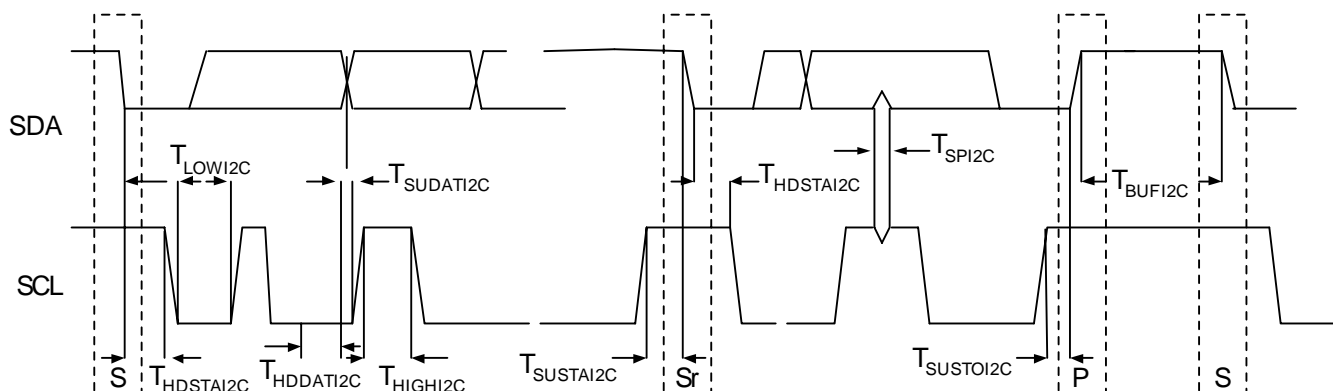 SDA
T_LOWI2C
T_SUDATI2C
T_SPI2C
T_HDSTAI2C
T_BUFI2C
SCL
S
T_HDSTAI2C
T_HDDATI2C
T_HIGHI2C
T_SUSTAI2C
Sr
T_SUSTOI2C
P
S